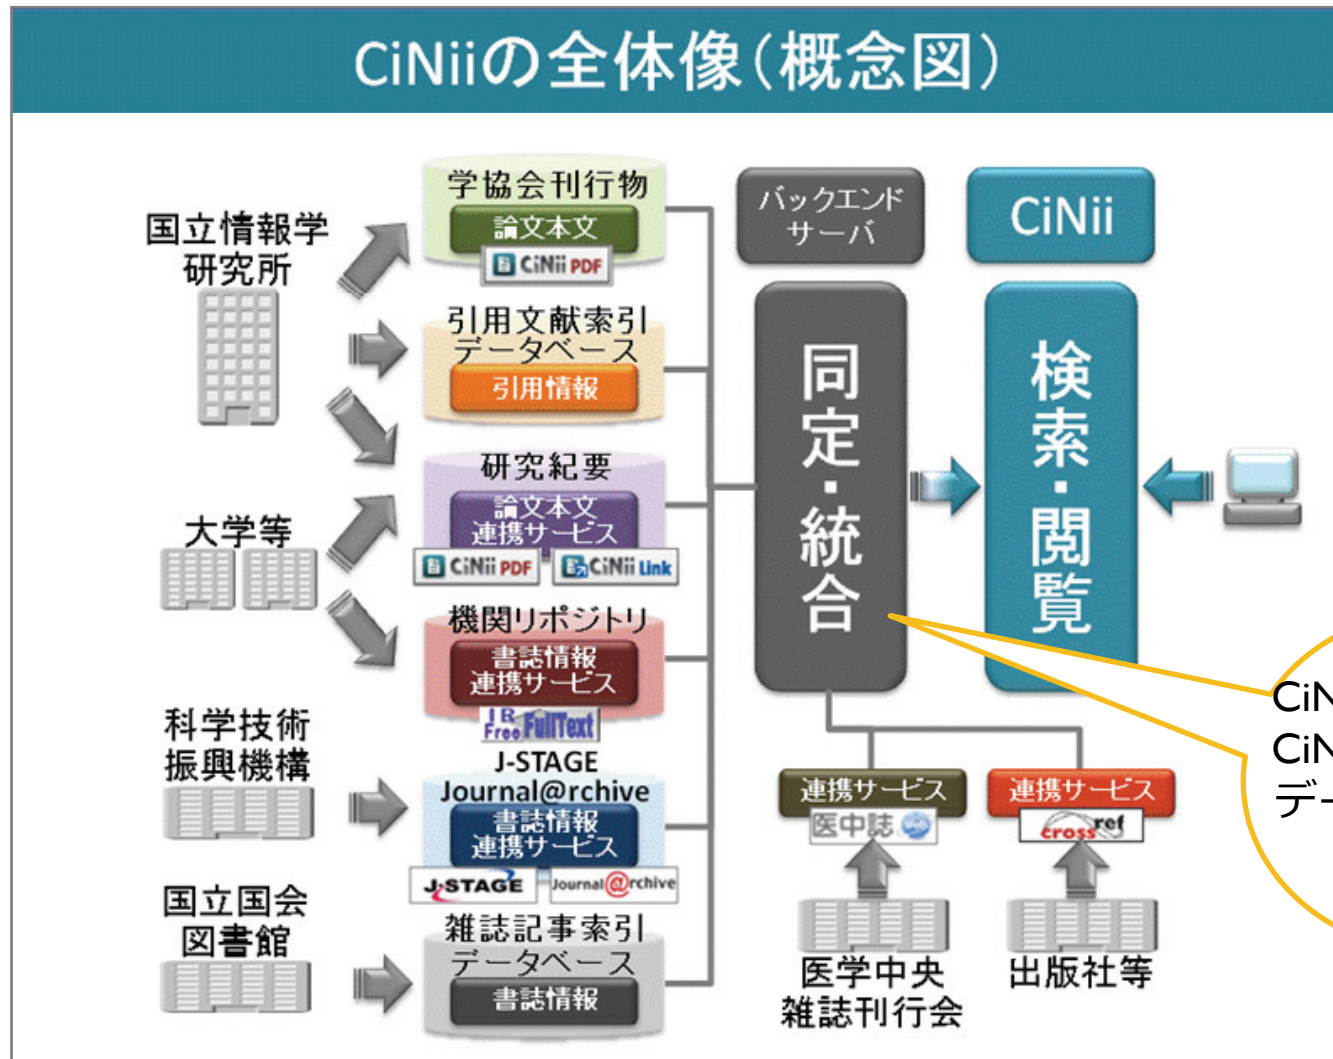 CiNiiの全体像(概念図)
国立情報学
研究所
大学等
科学技術
振興機構
国立国会
図書館
学協会刊行物
論文本文
CiNii PDF
引用文献索引
データベース
引用情報
研究紀要
論文本文
連携サービス
CiNii PDF
CiNii Link
機関リポジトリ
書誌情報
連携サービス
IR
Free FullText
J-STAGE
Journal@rchive
書誌情報
連携サービス
J-STAGE
Journal@rchive
雑誌記事索引
データベース
書誌情報
バックエンド
サーバ
同定・統合
CiNii
検索・閲覧
連携サービス
医中誌
医学中央
雑誌刊行会
連携サービス
crossref
出版社等
CiN
CiN
デー